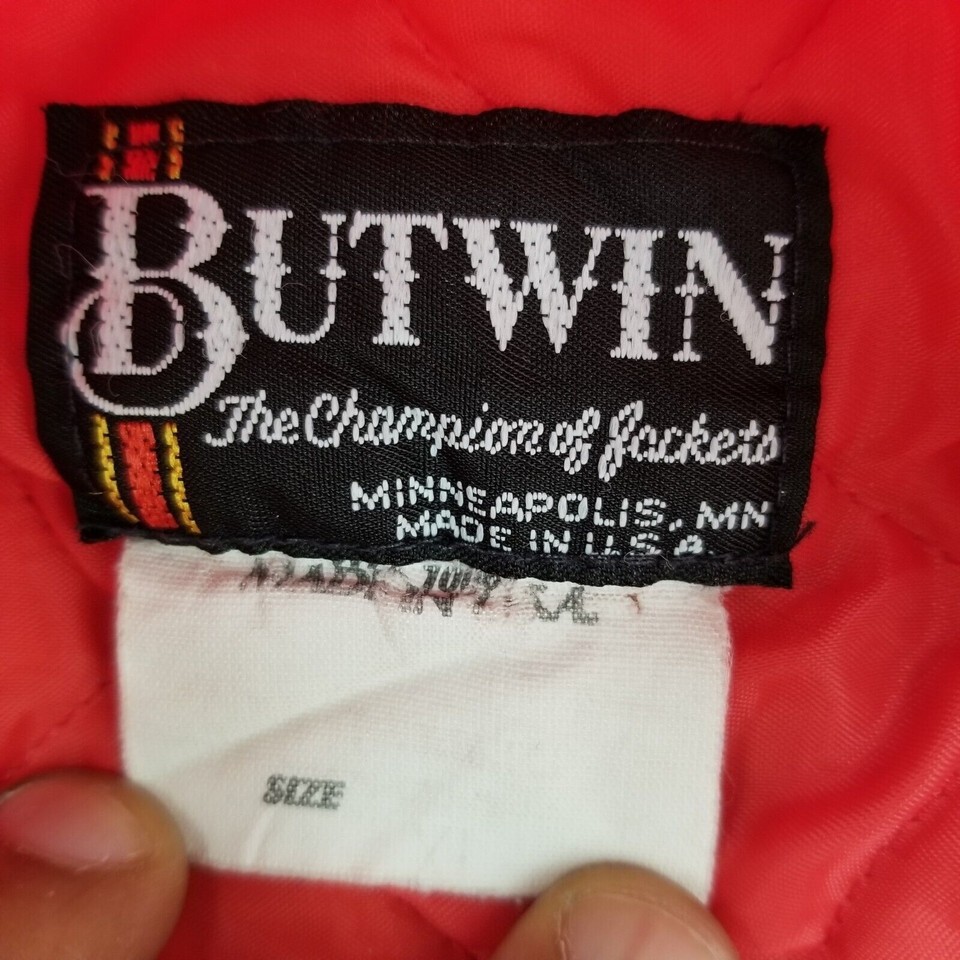 BUTWIN
The Champion of Jackets
MINNEAPOLIS, MN
MADE IN U.S.A.
SIZE